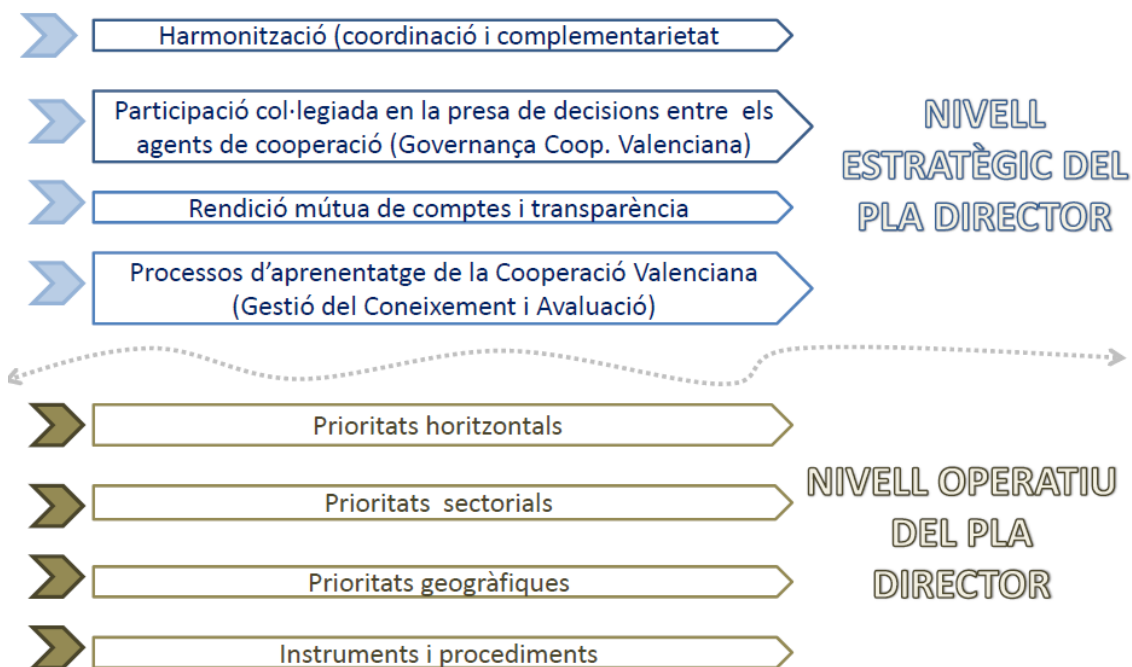 Harmonització (coordinació i complementarietat
Participació col·legiada en la presa de decisions entre els
agents de cooperació (Governança Coop. Valenciana)
Rendició mútua de comptes i transparència
Processos d’aprenentatge de la Cooperació Valenciana
(Gestió del Coneixement i Avaluació)
NIVELL
ESTRATÈGIC DEL
PLA DIRECTOR
Prioritats horitzontals
Prioritats sectorials
Prioritats geogràfiques
Instruments i procediments
NIVELL OPERATIU
DEL PLA
DIRECTOR